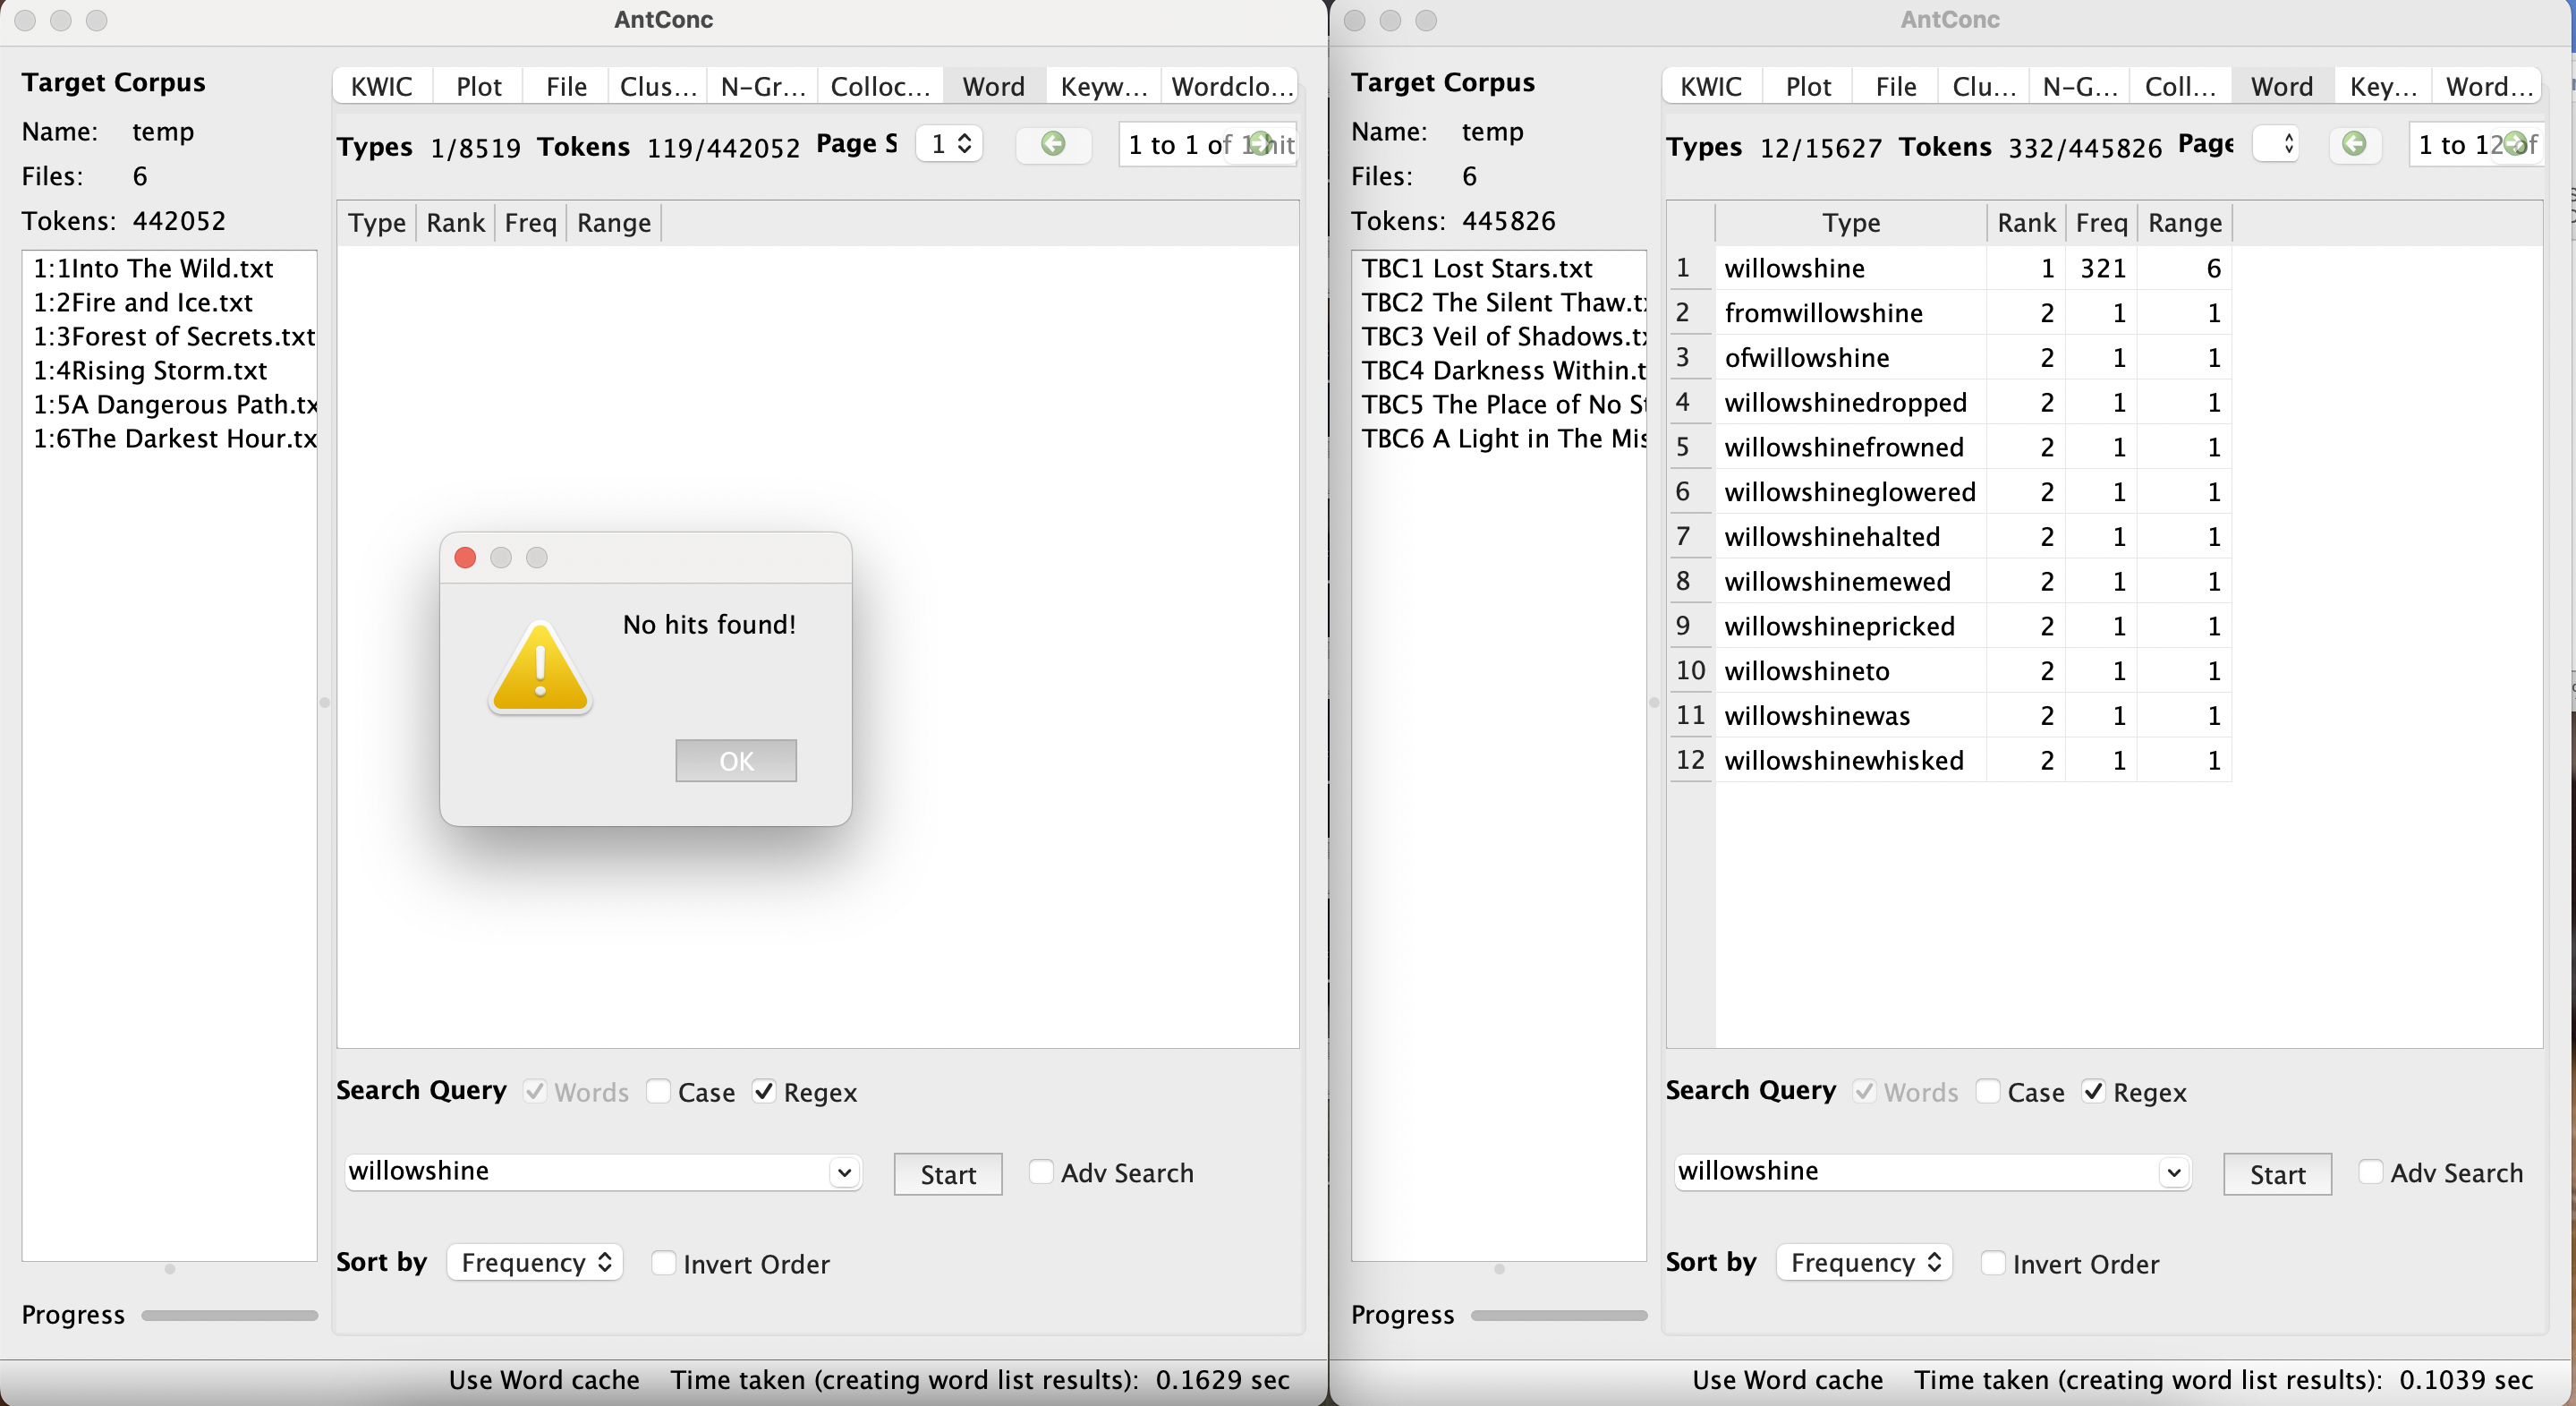 AntConc
Target Corpus
Name: temp
Files: 6
Tokens: 442052
1:1Into The Wild.txt
1:2Fire and Ice.txt
1:3Forest of Secrets.txt
1:4Rising Storm.txt
1:5A Dangerous Path.tx
1:6The Darkest Hour.tx
Progress
KWIC Plot File Clus... N-Gr... Colloc... Word Keyw... Wordclo...
Types 1/8519 Tokens 119/442052 Page S 1 1 to 1 of 1 hit
Type Rank Freq Range
No hits found!
OK
Search Query Words Case Regex
willowshine Start Adv Search
Sort by Frequency Invert Order
Use Word cache Time taken (creating word list results): 0.1629 sec
AntConc
Target Corpus
Name: temp
Files: 6
Tokens: 445826
TBC1 Lost Stars.txt
TBC2 The Silent Thaw.t
TBC3 Veil of Shadows.t
TBC4 Darkness Within.t
TBC5 The Place of No S
TBC6 A Light in The Mis
Progress
KWIC Plot File Clu... N-G... Coll... Word Key... Word...
Types 12/15627 Tokens 332/445826 Page 1 to 12 of
Type Rank Freq Range
1 willowshine 1 321 6
2 fromwillowshine 2 1 1
3 ofwillowshine 2 1 1
4 willowshinedropped 2 1 1
5 willowshinefrowned 2 1 1
6 willowshineglowered 2 1 1
7 willowshinehalted 2 1 1
8 willowshinemewed 2 1 1
9 willowshinepricked 2 1 1
10 willowshineto 2 1 1
11 willowshinewas 2 1 1
12 willowshinewhisked 2 1 1
Search Query Words Case Regex
willowshine Start Adv Search
Sort by Frequency Invert Order
Use Word cache Time taken (creating word list results): 0.1039 sec